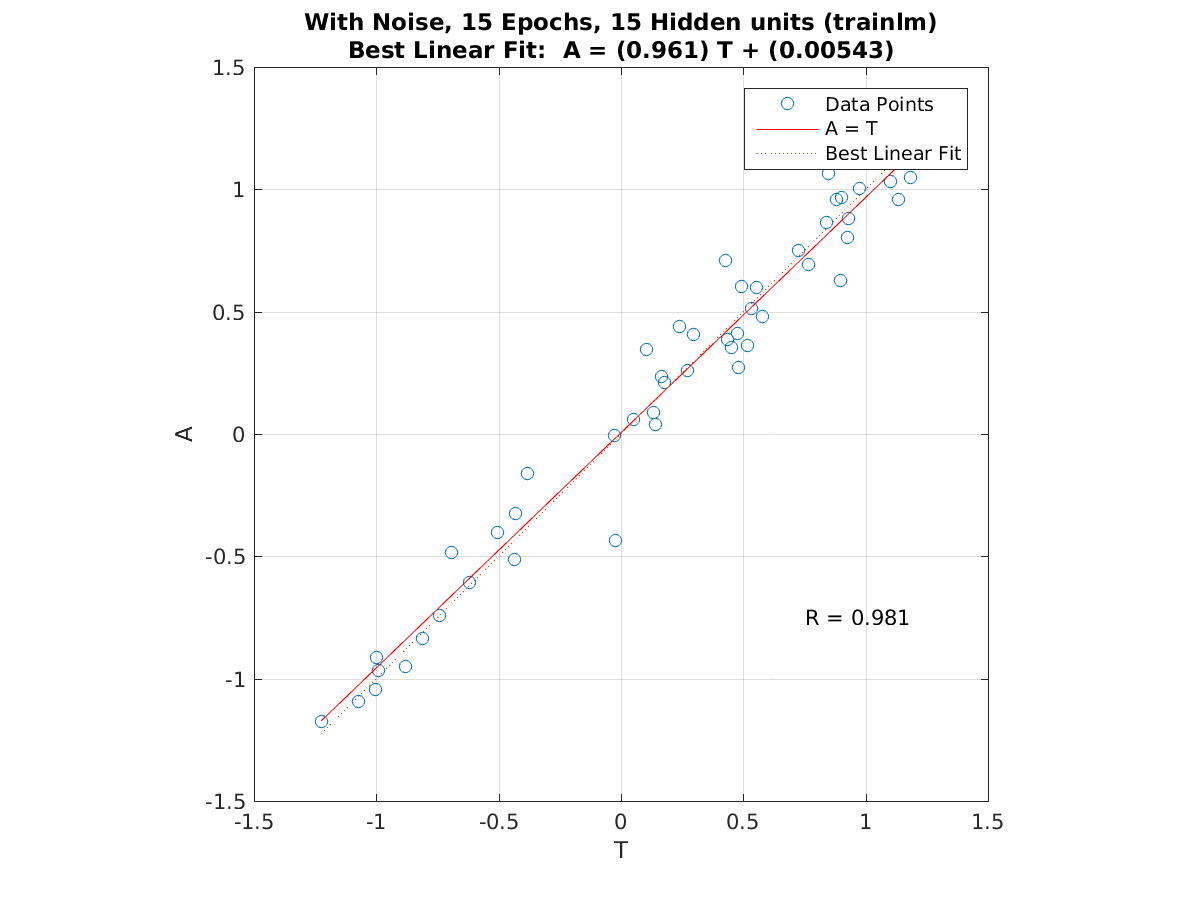 With Noise, 15 Epochs, 15 Hidden units (trainlm)
Best Linear Fit:  A = (0.961) T + (0.00543)
1.5
Data Points
A = T
Best Linear Fit
1
0.5
A
0
-0.5
R = 0.981
-1
-1.5
-1.5 -1 -0.5 0 0.5 1 1.5
T